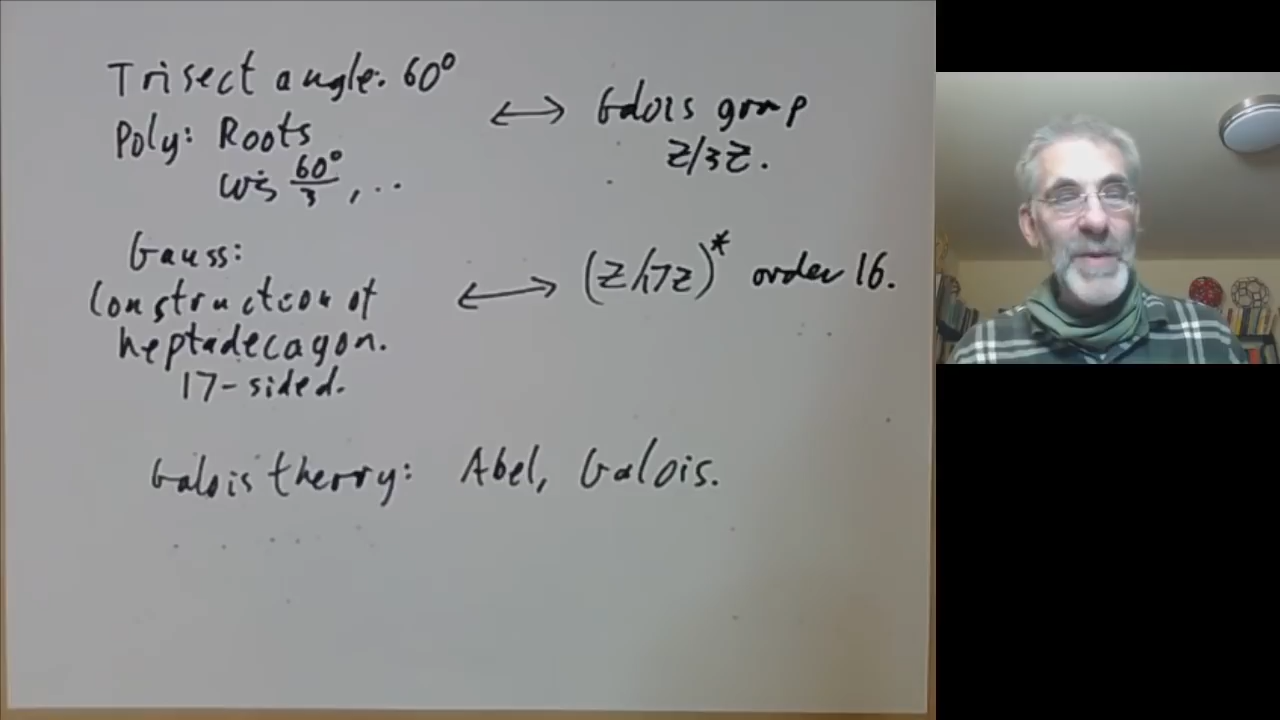 Trisect angle. 60°
Poly: Roots
cos 60°/3, ..
⟷ Galois group
Z/3Z.
Gauss:
Construction of
heptadecagon.
17-sided.
⟷ (Z/17Z)* order 16.
Galois theory: Abel, Galois.